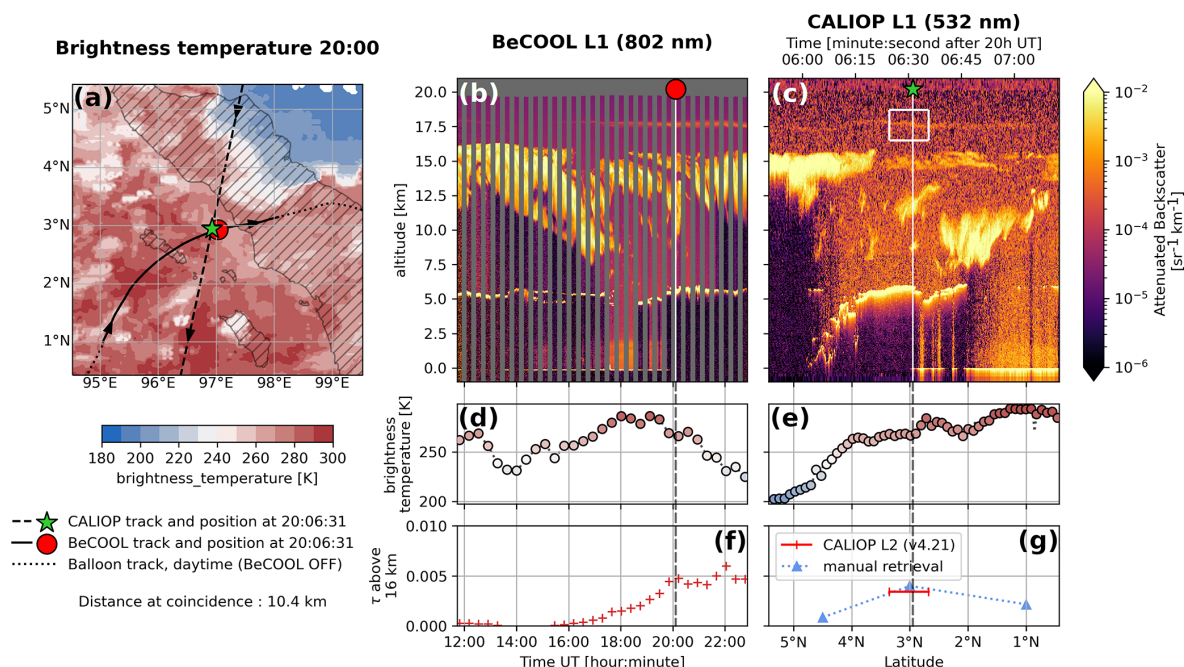 Brightness temperature 20:00
(a)
5°N
4°N
3°N
2°N
1°N
95°E 96°E 97°E 98°E 99°E
180 200 220 240 260 280 300
brightness_temperature [K]
CALIOP track and position at 20:06:31
BeCOOL track and position at 20:06:31
Balloon track, daytime (BeCOOL OFF)
Distance at coincidence : 10.4 km
BeCOOL L1 (802 nm)
(b)
altitude [km]
20.0
17.5
15.0
12.5
10.0
7.5
5.0
2.5
0.0
CALIOP L1 (532 nm)
Time [minute:second after 20h UT]
06:00 06:15 06:30 06:45 07:00
(c)
10⁻²
10⁻³
10⁻⁴
10⁻⁵
10⁻⁶
Attenuated Backscatter
[sr⁻¹ km⁻¹]
(d)
brightness
temperature [K]
250
200
(e)
(f)
τ above
16 km
0.010
0.005
0.000
12:00 14:00 16:00 18:00 20:00 22:00
Time UT [hour:minute]
(g)
CALIOP L2 (v4.21)
manual retrieval
5°N 4°N 3°N 2°N 1°N
Latitude